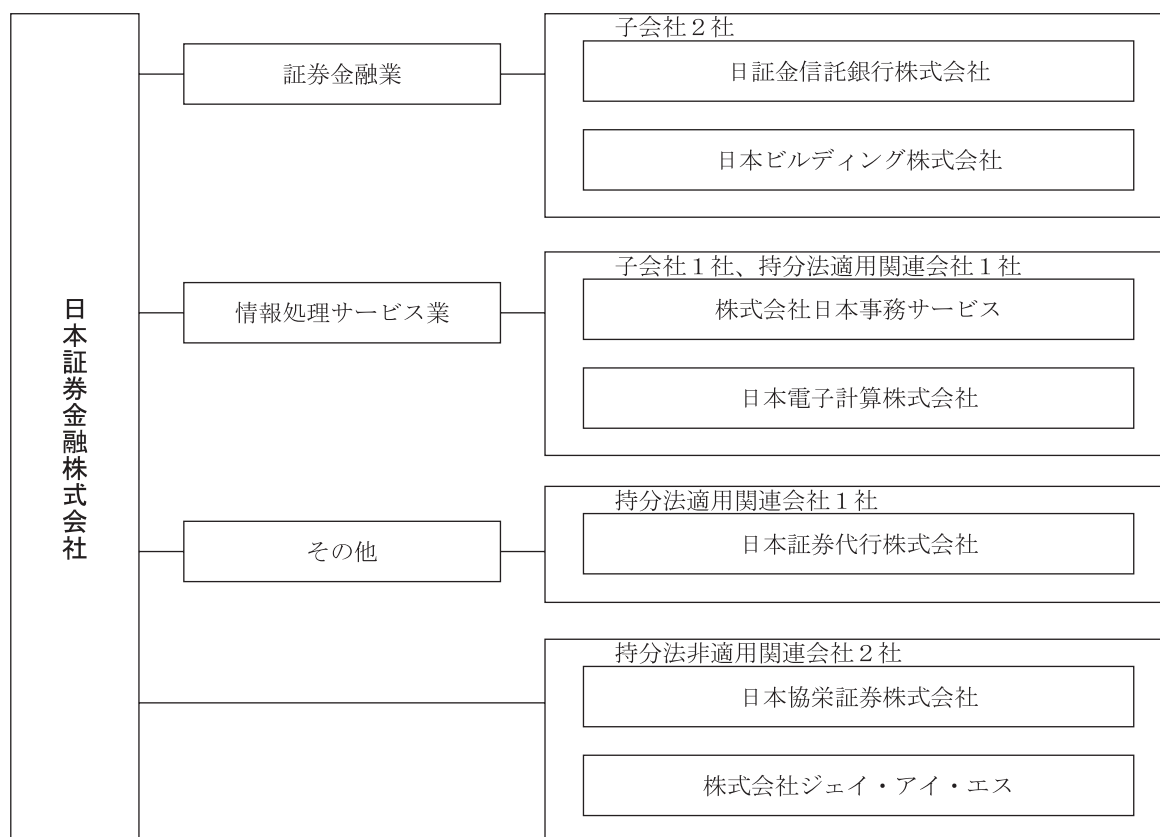 日本証券金融株式会社
証券金融業
子会社２社
日証金信託銀行株式会社
日本ビルディング株式会社
情報処理サービス業
子会社１社、持分法適用関連会社１社
株式会社日本事務サービス
日本電子計算株式会社
その他
持分法適用関連会社１社
日本証券代行株式会社
持分法非適用関連会社２社
日本協栄証券株式会社
株式会社ジェイ・アイ・エス